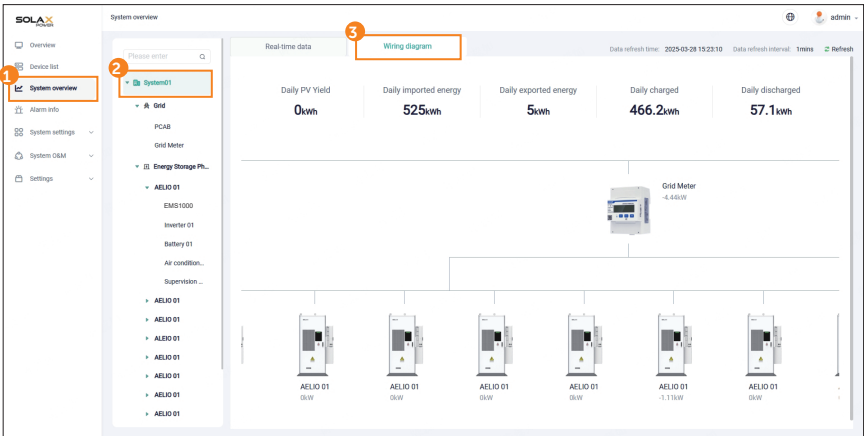 SOLAX
POWER
System overview
admin
Overview
Device list
1
System overview
Alarm info
System settings
System O&M
Settings
Please enter
2
System01
Grid
PCAB
Grid Meter
Energy Storage Ph...
AELIO 01
EMS1000
Inverter 01
Battery 01
Air condition...
Supervision ...
AELIO 01
AELIO 01
ALEIO 01
AELIO 01
AELIO 01
AELIO 01
AELIO 01
3
Real-time data
Wiring diagram
Data refresh time: 2025-03-28 15:23:10 Data refresh interval: 1mins Refresh
Daily PV Yield Daily imported energy Daily exported energy Daily charged Daily discharged
0kWh 525kWh 5kWh 466.2kWh 57.1kWh
Grid Meter
-4.44kW
AELIO 01 AELIO 01 AELIO 01 AELIO 01 AELIO 01 AELIO 01
0kW 0kW 0kW 0kW -1.11kW 0kW